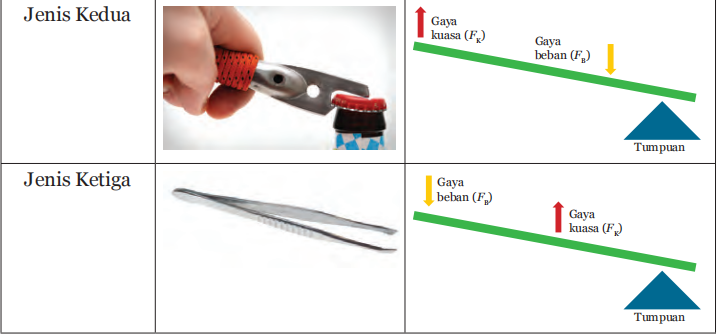 Jenis Kedua
Gaya
kuasa (FK)
Gaya
beban (FB)
Tumpuan
Jenis Ketiga
Gaya
beban (FB)
Gaya
kuasa (FK)
Tumpuan